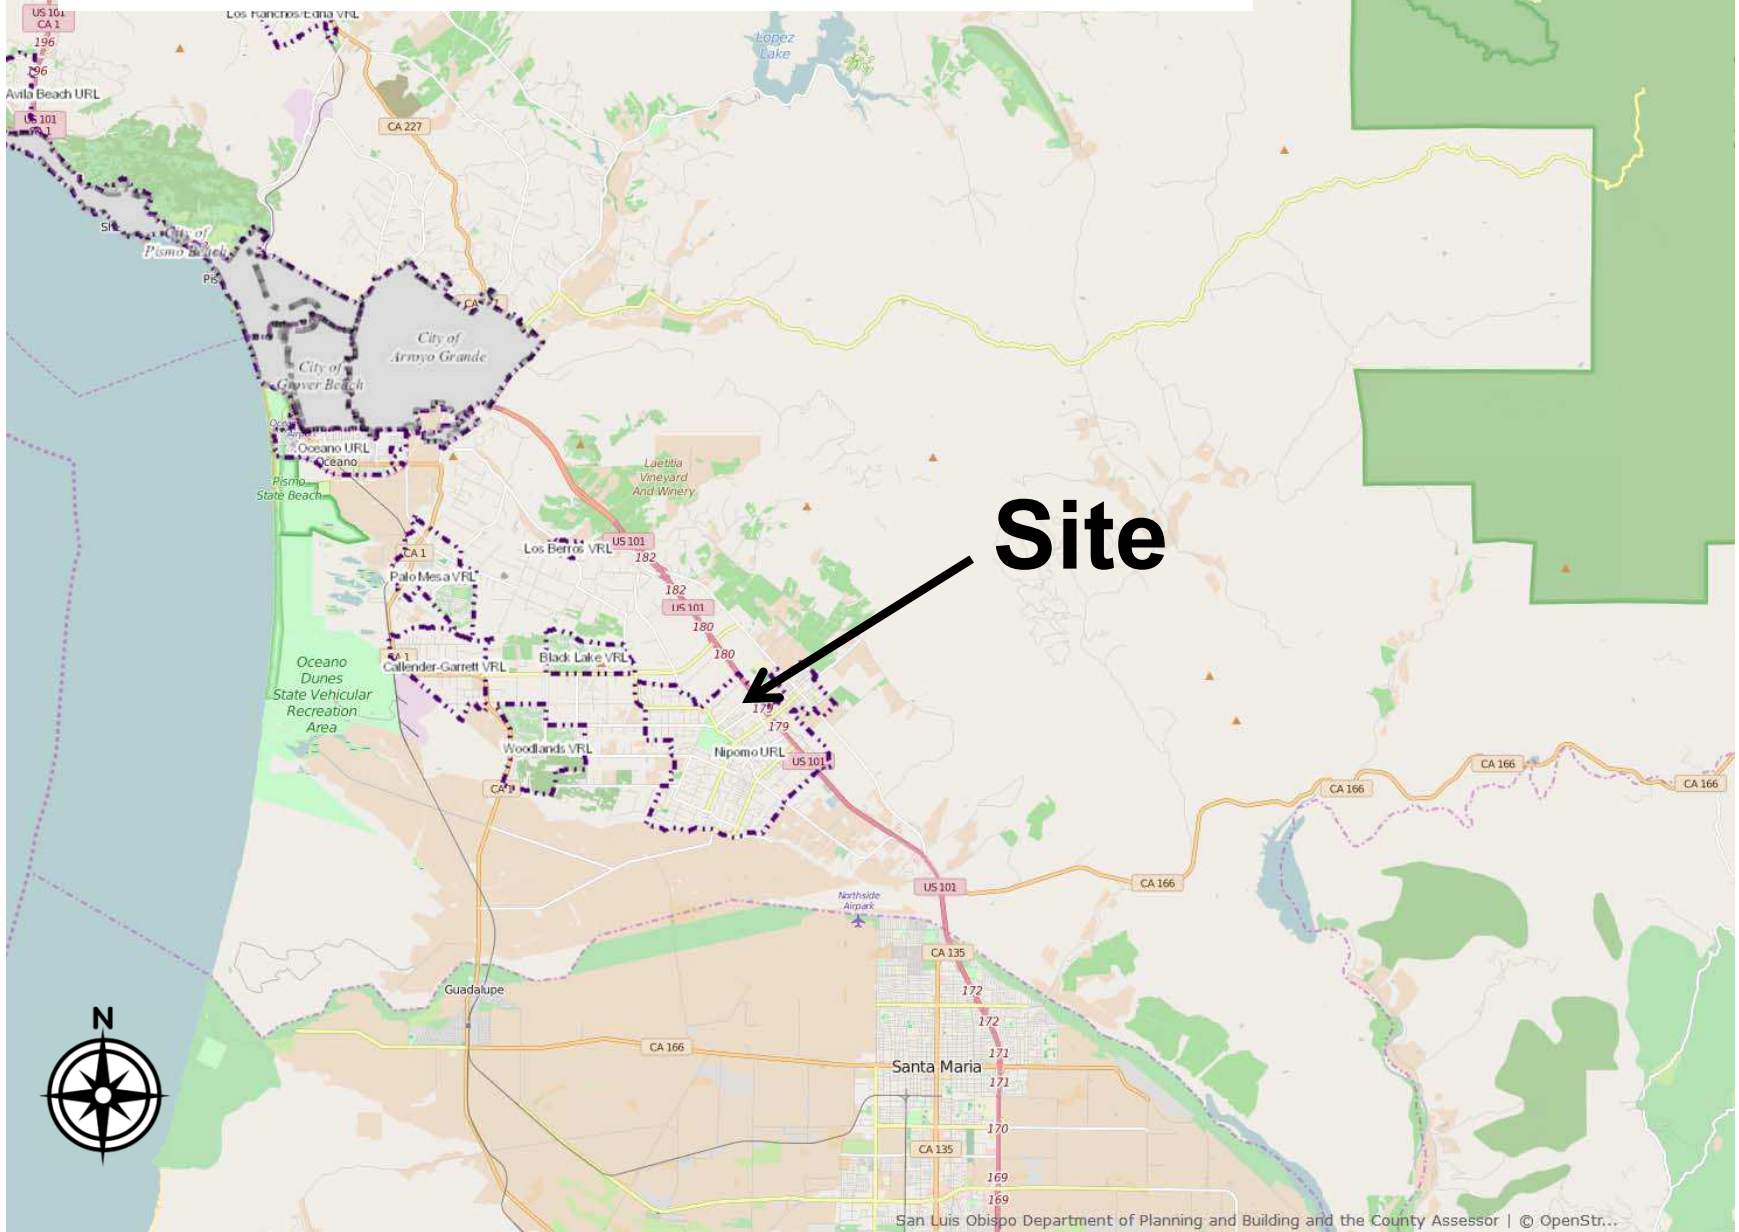 US 101
CA 1
Los Ranchos/Edna VRL
196
196
Avila Beach URL
US 101
Lopez
Lake
CA 227
City of
Pismo Beach
City of
Arroyo Grande
City of
Grover Beach
Oceano URL
Oceano
Pismo
State Beach
Laetitia
Vineyard
And Winery
Site
CA 1
Los Berros VRL
US 101
182
Palo Mesa VRL
182
US 101
180
180
CA 1
Callender-Garrett VRL
Black Lake VRL
Oceano
Dunes
State Vehicular
Recreation
Area
179
179
Woodlands VRL
Nipomo URL
US 101
CA 1
CA 166
CA 166
CA 166
CA 166
US 101
Northside
Airpark
CA 135
Guadalupe
172
172
N
CA 166
171
Santa Maria
171
170
CA 135
169
169
San Luis Obispo Department of Planning and Building and the County Assessor | © OpenStr...